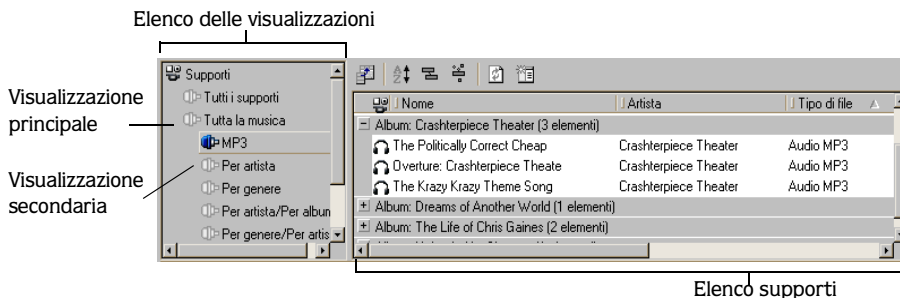 Elenco delle visualizzazioni
Supporti
Tutti i supporti
Tutta la musica
MP3
Per artista
Per genere
Per artista/Per albun
Per genere/Per artis
Visualizzazione
principale
Visualizzazione
secondaria
Nome Artista Tipo di file
Album: Crashterpiece Theater (3 elementi)
The Politically Correct Cheap Crashterpiece Theater Audio MP3
Overture: Crashterpiece Theate Crashterpiece Theater Audio MP3
The Krazy Krazy Theme Song Crashterpiece Theater Audio MP3
Album: Dreams of Another World (1 elementi)
Album: The Life of Chris Gaines (2 elementi)
Elenco supporti